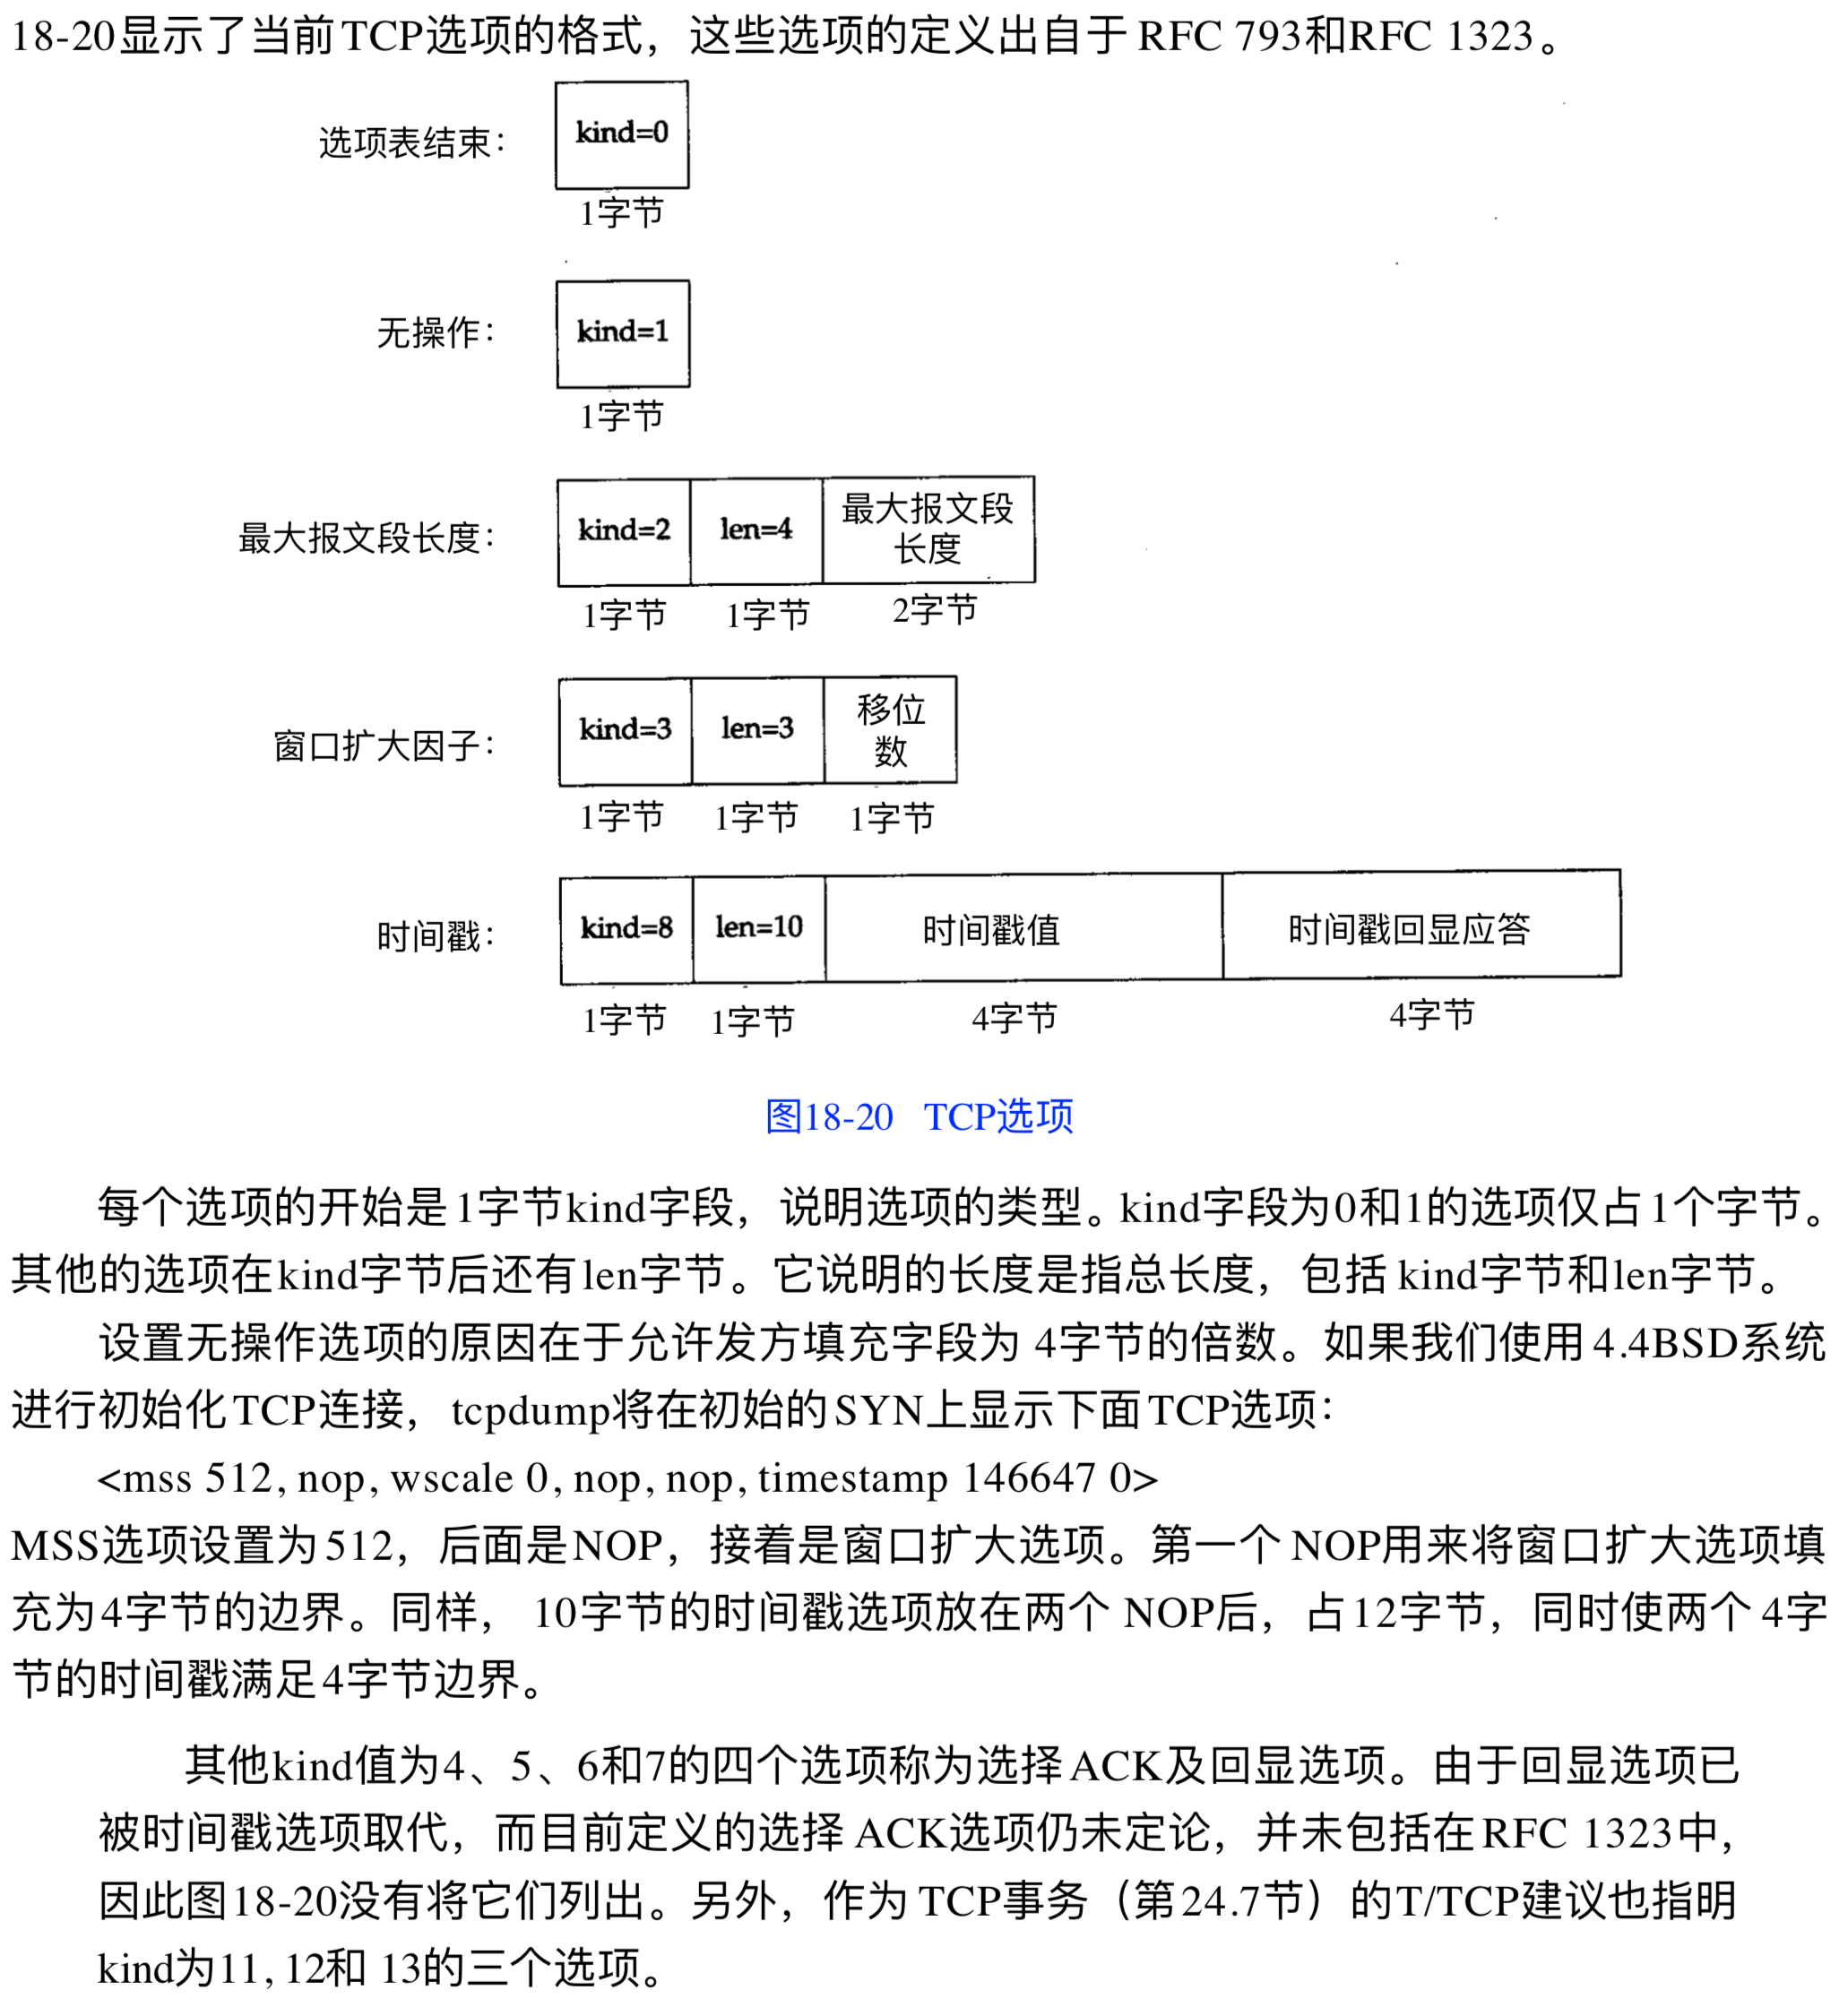 18-20显示了当前TCP选项的格式，这些选项的定义出自于RFC 793和RFC 1323。
选项表结束：
kind=0
1字节
无操作：
kind=1
1字节
最大报文段长度：
kind=2
len=4
最大报文段
长度
1字节
1字节
2字节
窗口扩大因子：
kind=3
len=3
移位
数
1字节
1字节
1字节
时间戳：
kind=8
len=10
时间戳值
时间戳回显应答
1字节
1字节
4字节
4字节
图18-20 TCP选项
每个选项的开始是1字节kind字段，说明选项的类型。kind字段为0和1的选项仅占1个字节。
其他的选项在kind字节后还有len字节。它说明的长度是指总长度，包括kind字节和len字节。
设置无操作选项的原因在于允许发方填充字段为4字节的倍数。如果我们使用4.4BSD系统
进行初始化TCP连接，tcpdump将在初始的SYN上显示下面TCP选项：
<mss 512, nop, wscale 0, nop, nop, timestamp 146647 0>
MSS选项设置为512，后面是NOP，接着是窗口扩大选项。第一个NOP用来将窗口扩大选项填
充为4字节的边界。同样，10字节的时间戳选项放在两个NOP后，占12字节，同时使两个4字
节的时间戳满足4字节边界。
其他kind值为4、5、6和7的四个选项称为选择ACK及回显选项。由于回显选项已
被时间戳选项取代，而目前定义的选择ACK选项仍未定论，并未包括在RFC 1323中，
因此图18-20没有将它们列出。另外，作为TCP事务（第24.7节）的T/TCP建议也指明
kind为11, 12和 13的三个选项。